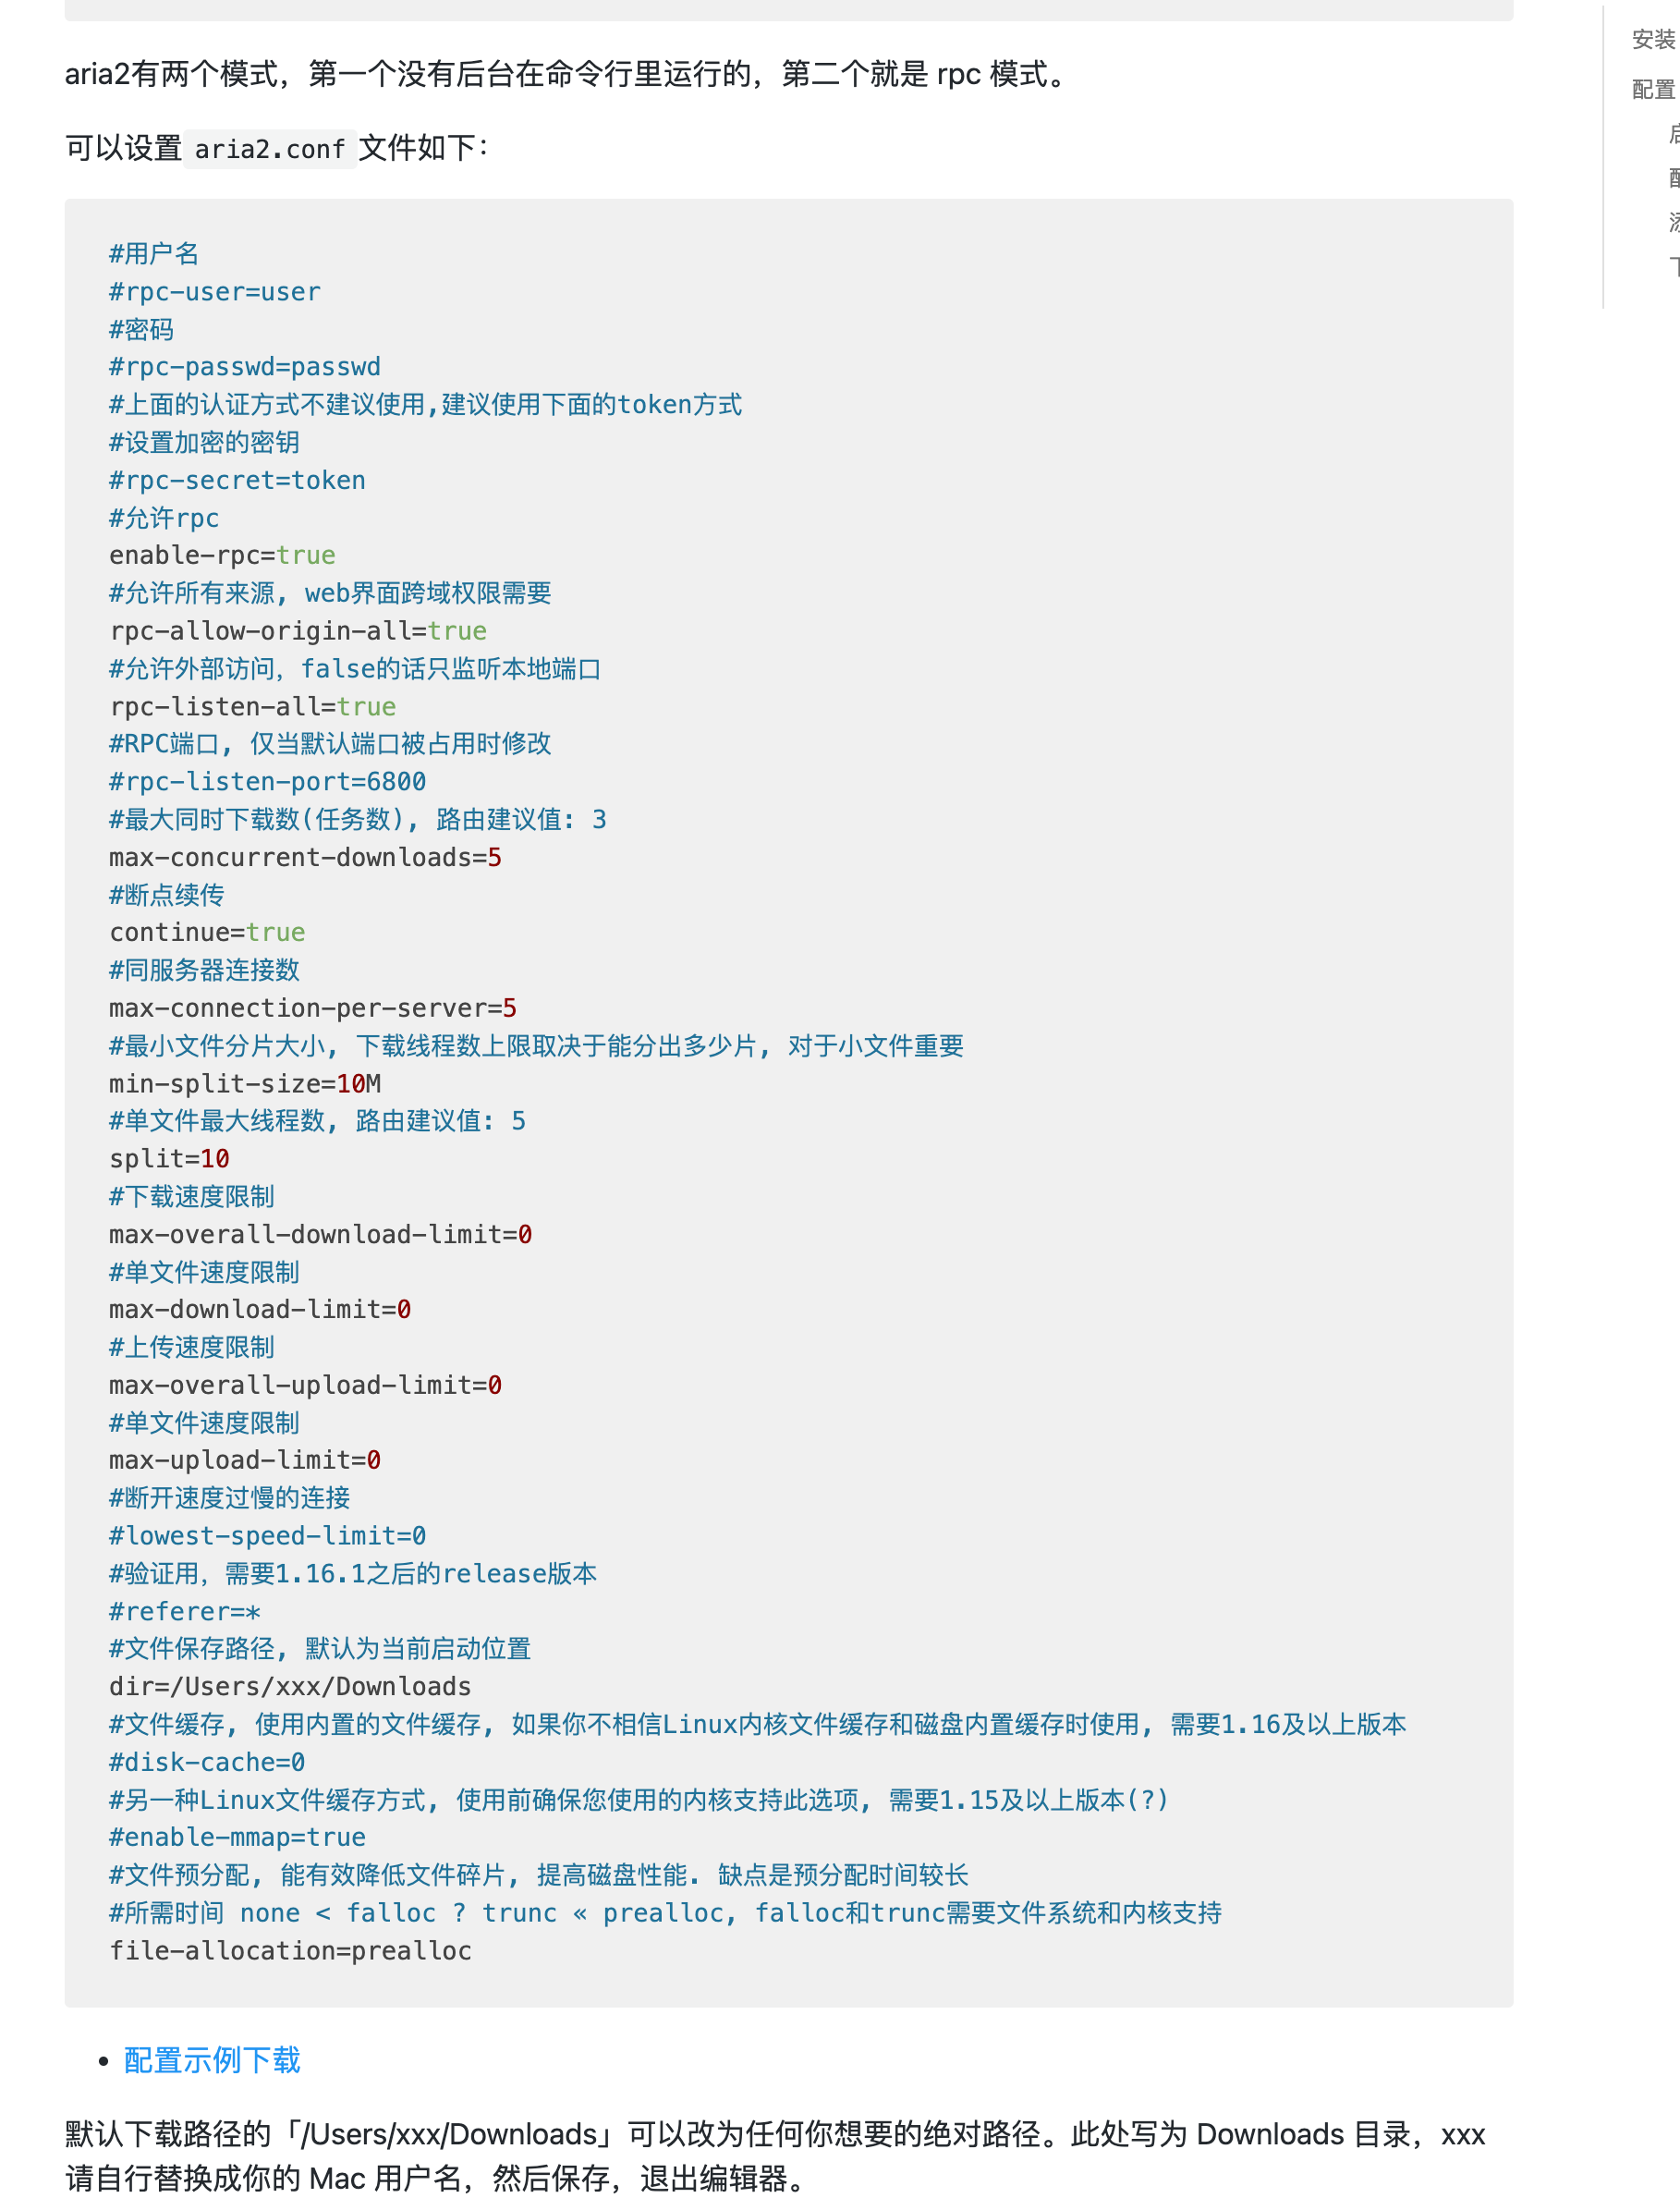 aria2有两个模式，第一个没有后台在命令行里运行的，第二个就是 rpc 模式。
可以设置 aria2.conf 文件如下：
#用户名
#rpc-user=user
#密码
#rpc-passwd=passwd
#上面的认证方式不建议使用,建议使用下面的token方式
#设置加密的密钥
#rpc-secret=token
#允许rpc
enable-rpc=true
#允许所有来源, web界面跨域权限需要
rpc-allow-origin-all=true
#允许外部访问，false的话只监听本地端口
rpc-listen-all=true
#RPC端口, 仅当默认端口被占用时修改
#rpc-listen-port=6800
#最大同时下载数(任务数), 路由建议值: 3
max-concurrent-downloads=5
#断点续传
continue=true
#同服务器连接数
max-connection-per-server=5
#最小文件分片大小, 下载线程数上限取决于能分出多少片, 对于小文件重要
min-split-size=10M
#单文件最大线程数, 路由建议值: 5
split=10
#下载速度限制
max-overall-download-limit=0
#单文件速度限制
max-download-limit=0
#上传速度限制
max-overall-upload-limit=0
#单文件速度限制
max-upload-limit=0
#断开速度过慢的连接
#lowest-speed-limit=0
#验证用，需要1.16.1之后的release版本
#referer=*
#文件保存路径, 默认为当前启动位置
dir=/Users/xxx/Downloads
#文件缓存, 使用内置的文件缓存, 如果你不相信Linux内核文件缓存和磁盘内置缓存时使用, 需要1.16及以上版本
#disk-cache=0
#另一种Linux文件缓存方式, 使用前确保您使用的内核支持此选项, 需要1.15及以上版本(?)
#enable-mmap=true
#文件预分配, 能有效降低文件碎片, 提高磁盘性能. 缺点是预分配时间较长
#所需时间 none < falloc ? trunc « prealloc, falloc和trunc需要文件系统和内核支持
file-allocation=prealloc
• 配置示例下载
默认下载路径的「/Users/xxx/Downloads」可以改为任何你想要的绝对路径。此处写为 Downloads 目录，xxx
请自行替换成你的 Mac 用户名，然后保存，退出编辑器。
安装
配置